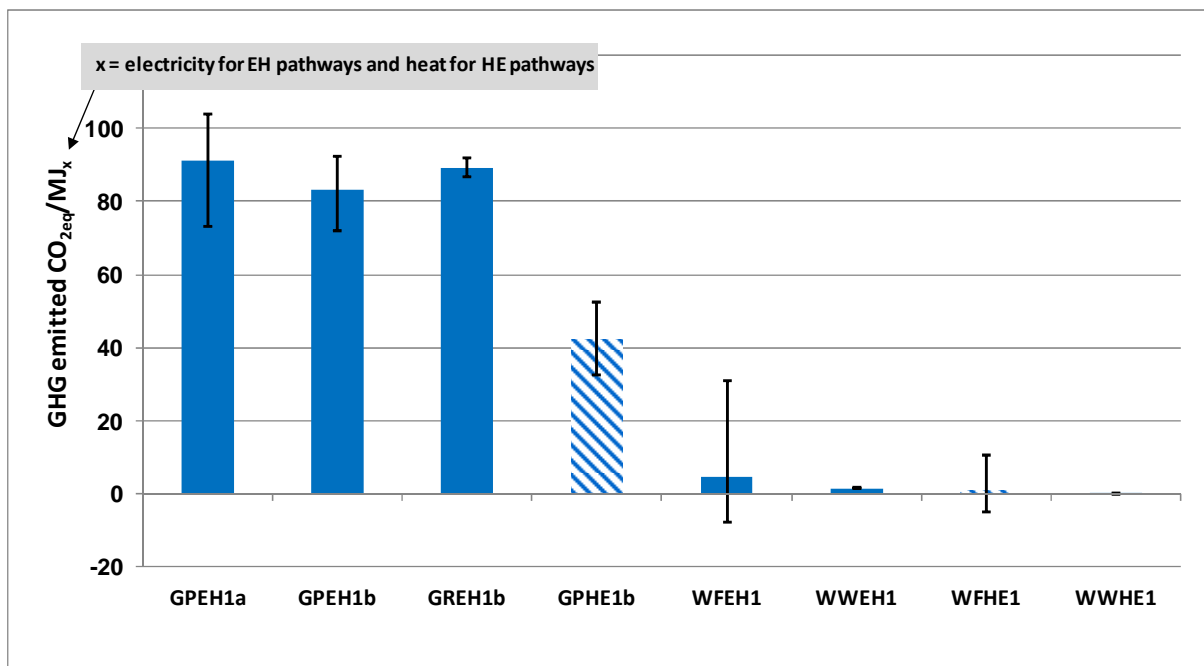 x = electricity for EH pathways and heat for HE pathways
GHG emitted CO2eq/MJx
100
80
60
40
20
0
-20
GPEH1a GPEH1b GREH1b GPHE1b WFEH1 WWEH1 WFHE1 WWHE1